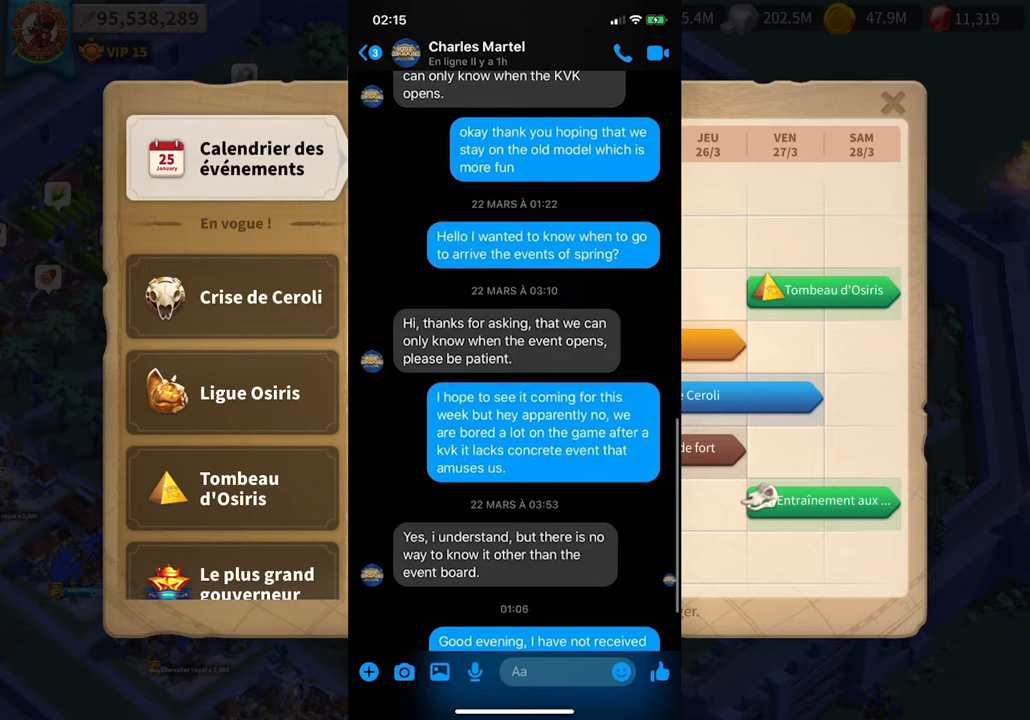 95,538,289
VIP 15
5.4M
202.5M
47.9M
11,319
Calendrier des
événements
25
January
En vogue !
Crise de Ceroli
Ligue Osiris
Tombeau
d'Osiris
Le plus grand
gouverneur
02:15
3
Charles Martel
En ligne Il y a 1h
can only know when the KVK
opens.
okay thank you hoping that we
stay on the old model which is
more fun
22 MARS À 01:22
Hello I wanted to know when to go
to arrive the events of spring?
22 MARS À 03:10
Hi, thanks for asking, that we can
only know when the event opens,
please be patient.
I hope to see it coming for this
week but hey apparently no, we
are bored a lot on the game after a
kvk it lacks concrete event that
amuses us.
22 MARS À 03:53
Yes, i understand, but there is no
way to know it other than the
event board.
01:06
Good evening, I have not received
Aa
JEU
26/3
VEN
27/3
SAM
28/3
Tombeau d'Osiris
e Ceroli
de fort
Entraînement aux ...
ger.